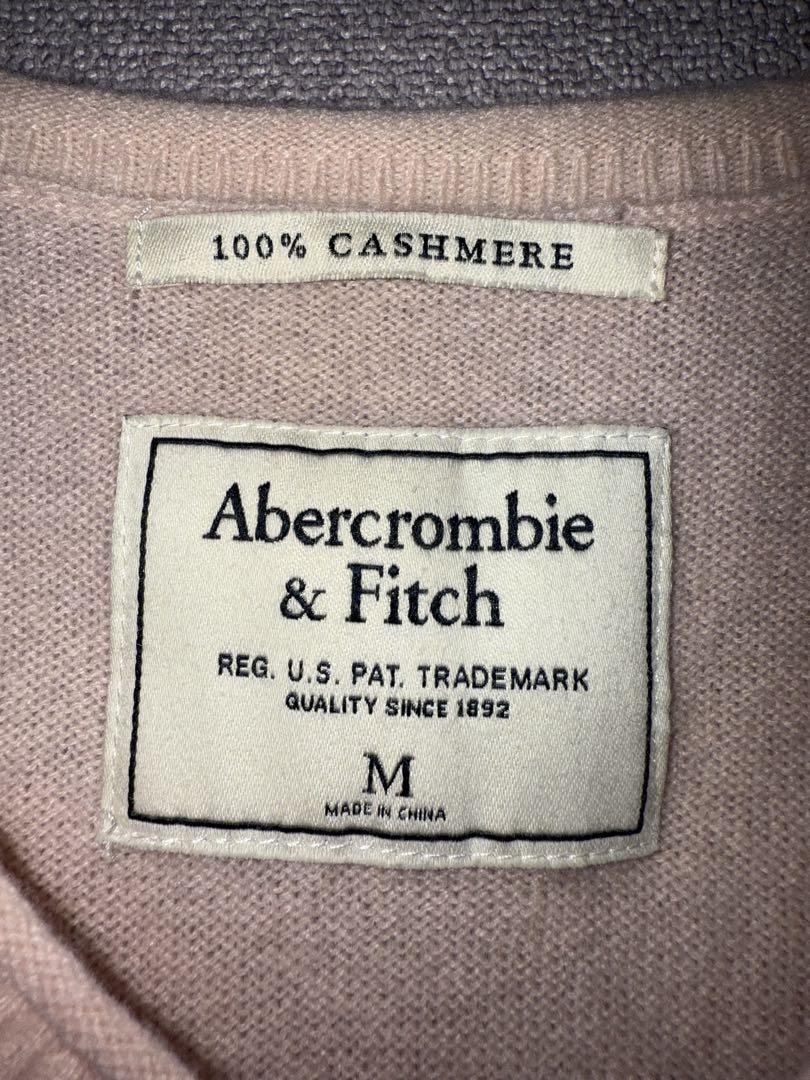 100% CASHMERE
Abercrombie
& Fitch
REG. U.S. PAT. TRADEMARK
QUALITY SINCE 1892
M
MADE IN CHINA